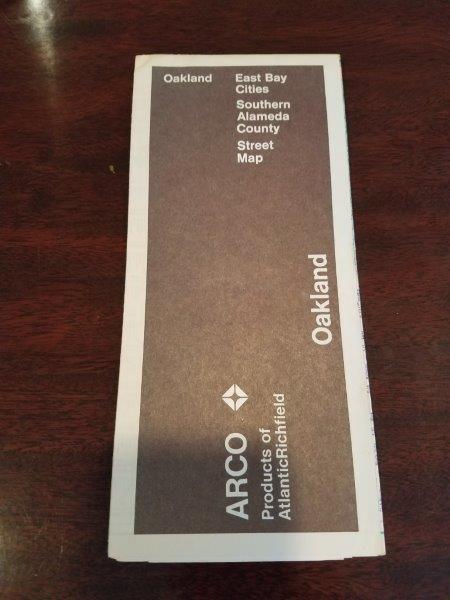 Oakland
East Bay
Cities
Southern
Alameda
County
Street
Map
Oakland
ARCO
Products of
AtlanticRichfield